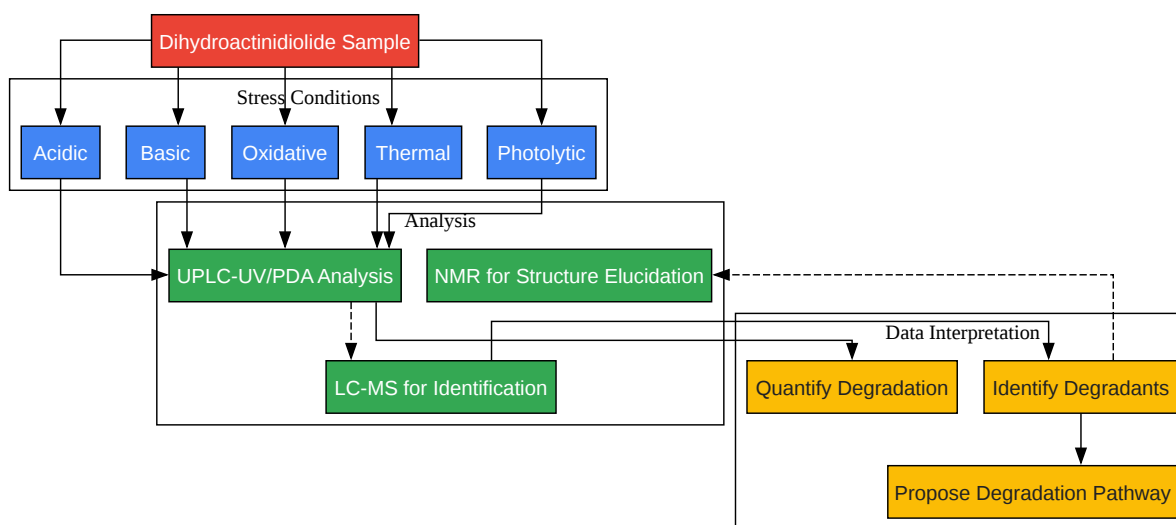 Dihydroactinidiolide Sample
Stress Conditions
Acidic
Basic
Oxidative
Thermal
Photolytic
Analysis
UPLC-UV/PDA Analysis
NMR for Structure Elucidation
Data Interpretation
LC-MS for Identification
Quantify Degradation
Identify Degradants
Propose Degradation Pathway